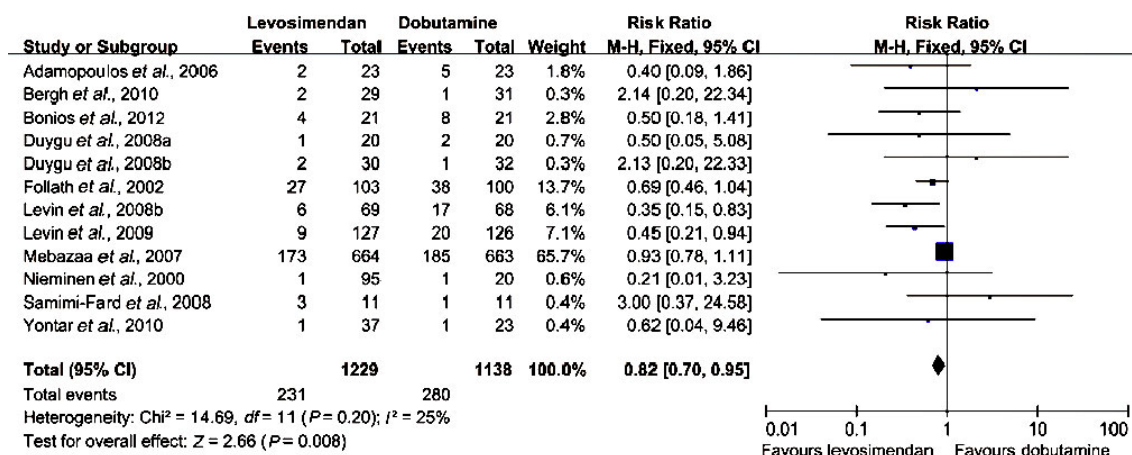 Levosimendan Dobutamine Risk Ratio Risk Ratio
Study or Subgroup Events Total Events Total Weight M-H, Fixed, 95% CI M-H, Fixed, 95% CI
Adamopoulos et al., 2006 2 23 5 23 1.8% 0.40 [0.09, 1.86]
Bergh et al., 2010 2 29 1 31 0.3% 2.14 [0.20, 22.34]
Bonios et al., 2012 4 21 8 21 2.8% 0.50 [0.18, 1.41]
Duygu et al., 2008a 1 20 2 20 0.7% 0.50 [0.05, 5.08]
Duygu et al., 2008b 2 30 1 32 0.3% 2.13 [0.20, 22.33]
Follath et al., 2002 27 103 38 100 13.7% 0.69 [0.46, 1.04]
Levin et al., 2008b 6 69 17 68 6.1% 0.35 [0.15, 0.83]
Levin et al., 2009 9 127 20 126 7.1% 0.45 [0.21, 0.94]
Mebazaa et al., 2007 173 664 185 663 65.7% 0.93 [0.78, 1.11]
Nieminen et al., 2000 1 95 1 20 0.6% 0.21 [0.01, 3.23]
Samimi-Fard et al., 2008 3 11 1 11 0.4% 3.00 [0.37, 24.58]
Yontar et al., 2010 1 37 1 23 0.4% 0.62 [0.04, 9.46]
Total (95% CI) 1229 1138 100.0% 0.82 [0.70, 0.95]
Total events 231 280
Heterogeneity: Chi² = 14.69, df = 11 (P = 0.20); I² = 25%
Test for overall effect: Z = 2.66 (P = 0.008)
0.01 0.1 1 10 100
Favours levosimendan Favours dobutamine